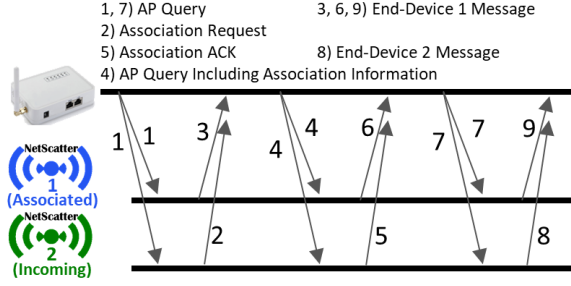 1, 7) AP Query 3, 6, 9) End-Device 1 Message
2) Association Request
5) Association ACK 8) End-Device 2 Message
4) AP Query Including Association Information
1 1 3 4 4 6 7 7 9
NetScatter
1
(Associated)
NetScatter
2
(Incoming)
2 5 8